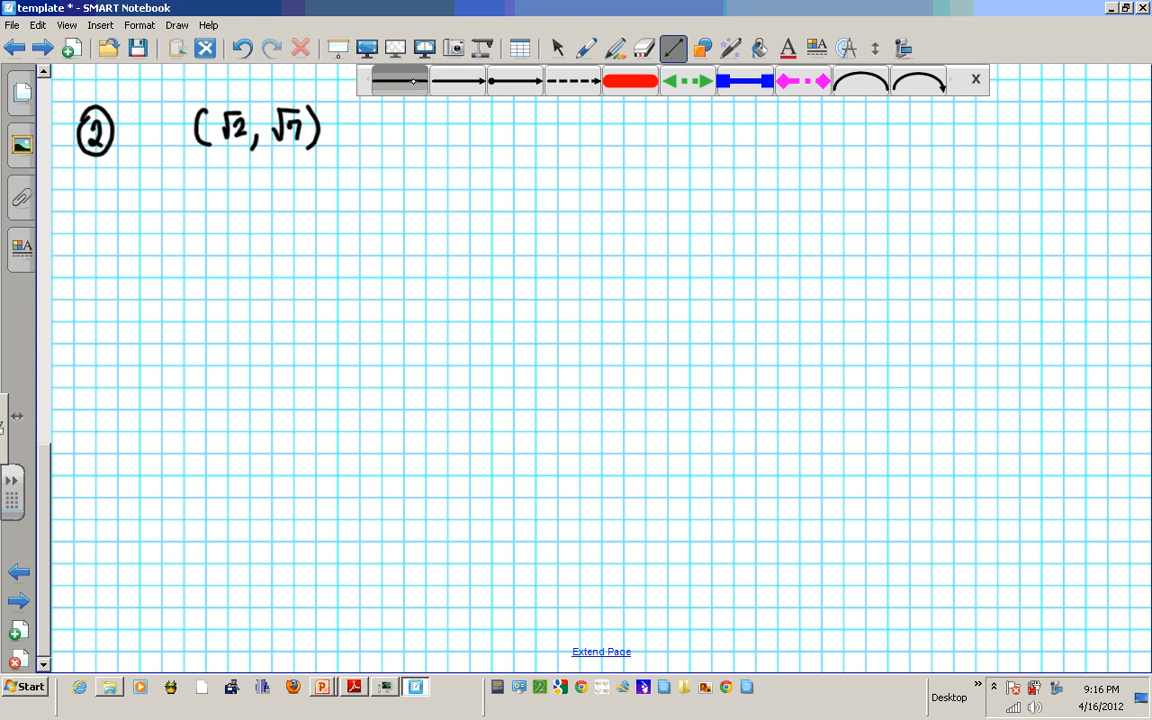 template * - SMART Notebook
File Edit View Insert Format Draw Help
X
② (√2, √7)
Extend Page
Start
Desktop
9:16 PM
4/16/2012